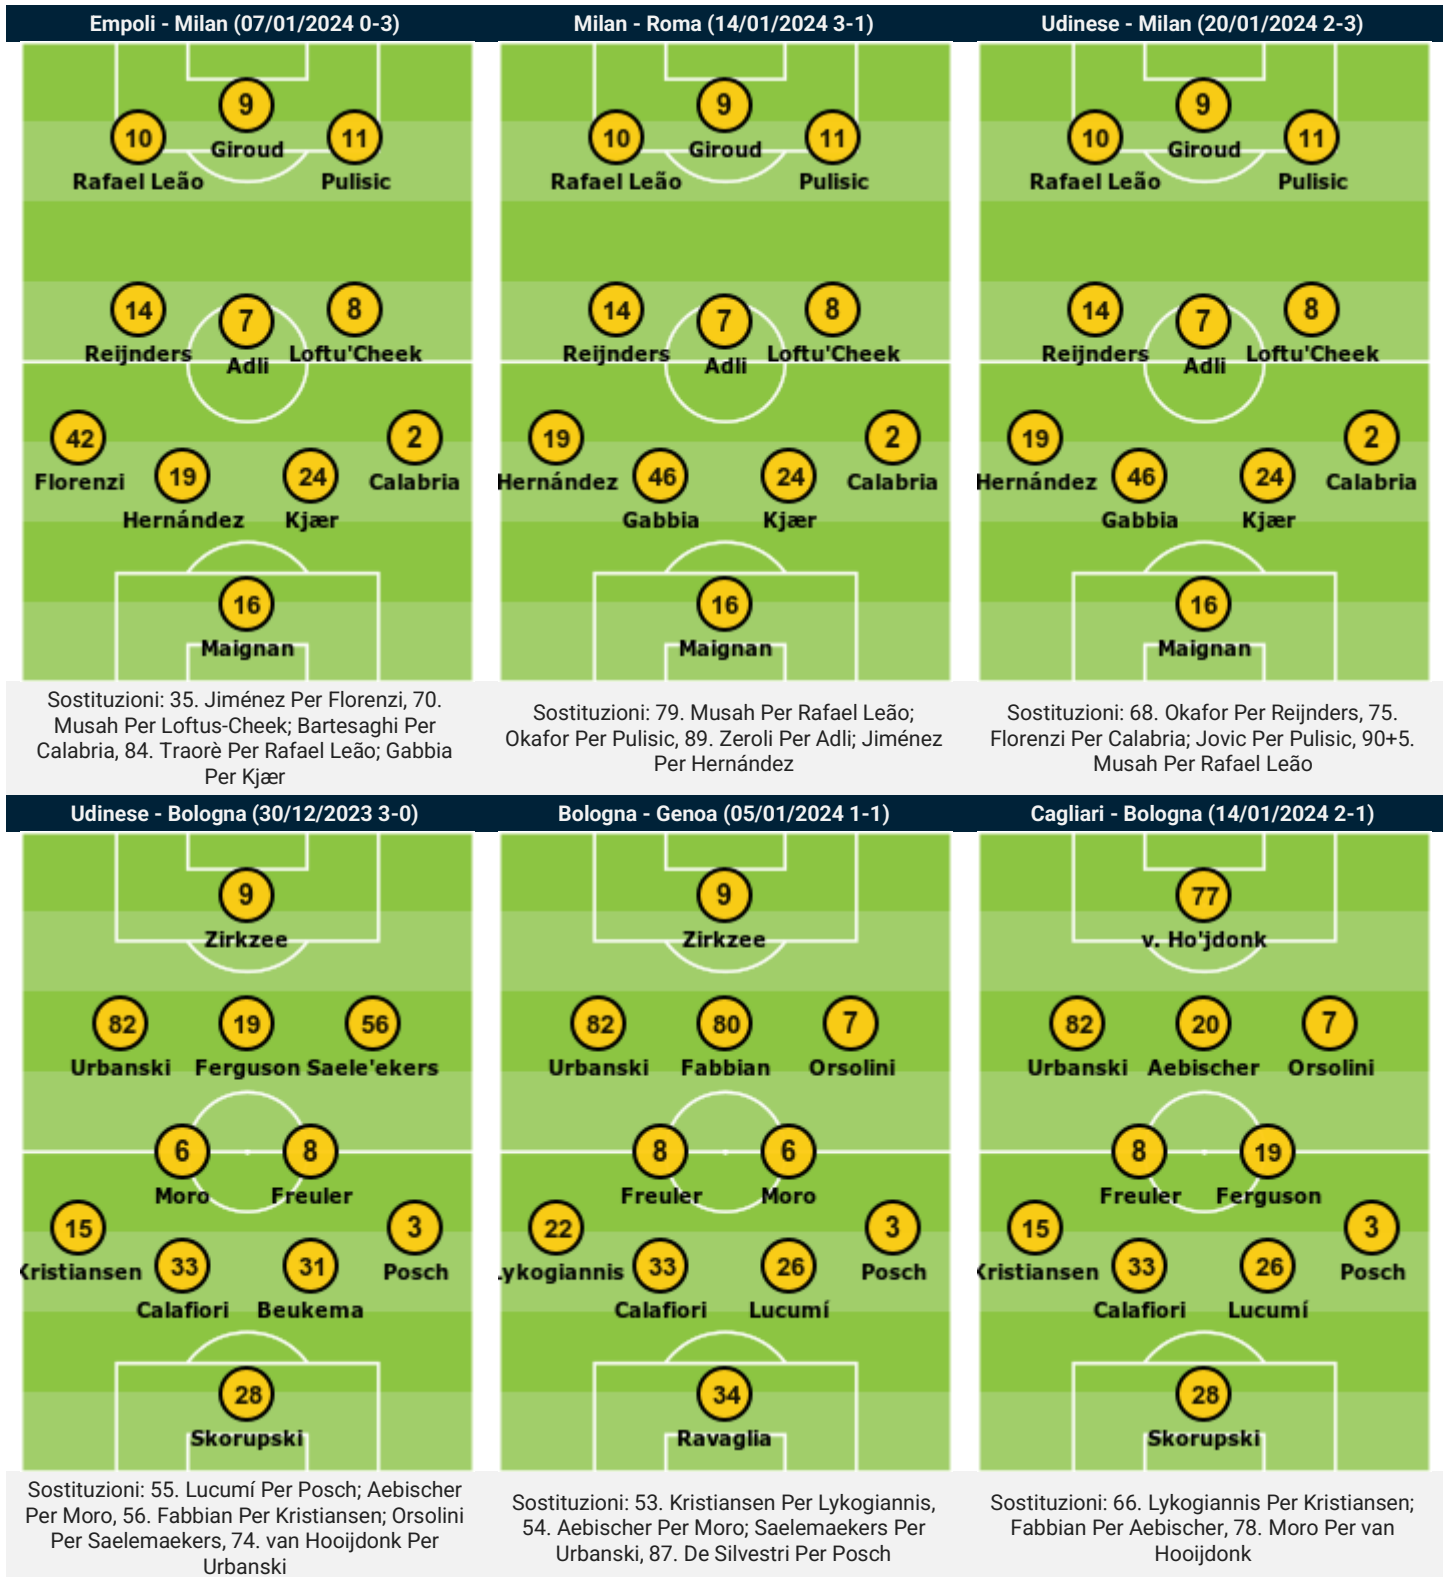 Empoli - Milan (07/01/2024 0-3)
9
10
11
Giroud
Rafael Leão
Pulisic
14
7
8
Reijnders
Adli
Loftu'Cheek
42
2
19
24
Florenzi
Calabria
Hernández
Kjær
16
Maignan
Sostituzioni: 35. Jiménez Per Florenzi, 70.
Musah Per Loftus-Cheek; Bartesaghi Per
Calabria, 84. Traorè Per Rafael Leão; Gabbia
Per Kjær
Milan - Roma (14/01/2024 3-1)
9
10
11
Giroud
Rafael Leão
Pulisic
14
7
8
Reijnders
Adli
Loftu'Cheek
19
2
46
24
Hernández
Calabria
Gabbia
Kjær
16
Maignan
Sostituzioni: 79. Musah Per Rafael Leão;
Okafor Per Pulisic, 89. Zeroli Per Adli; Jiménez
Per Hernández
Udinese - Milan (20/01/2024 2-3)
9
10
11
Giroud
Rafael Leão
Pulisic
14
7
8
Reijnders
Adli
Loftu'Cheek
19
2
46
24
Hernández
Calabria
Gabbia
Kjær
16
Maignan
Sostituzioni: 68. Okafor Per Reijnders, 75.
Florenzi Per Calabria; Jovic Per Pulisic, 90+5.
Musah Per Rafael Leão
Udinese - Bologna (30/12/2023 3-0)
9
Zirkzee
82
19
56
Urbanski
Ferguson
Saele'ekers
6
8
Moro
Freuler
15
3
33
31
Kristiansen
Posch
Calafiori
Beukema
28
Skorupski
Sostituzioni: 55. Lucumí Per Posch; Aebischer
Per Moro, 56. Fabbian Per Kristiansen; Orsolini
Per Saelemaekers, 74. van Hooijdonk Per
Urbanski
Bologna - Genoa (05/01/2024 1-1)
9
Zirkzee
82
80
7
Urbanski
Fabbian
Orsolini
8
6
Freuler
Moro
22
3
33
26
Lykogiannis
Posch
Calafiori
Lucumí
34
Ravaglia
Sostituzioni: 53. Kristiansen Per Lykogiannis,
54. Aebischer Per Moro; Saelemaekers Per
Urbanski, 87. De Silvestri Per Posch
Cagliari - Bologna (14/01/2024 2-1)
77
v. Ho'jdonk
82
20
7
Urbanski
Aebischer
Orsolini
8
19
Freuler
Ferguson
15
3
33
26
Kristiansen
Posch
Calafiori
Lucumí
28
Skorupski
Sostituzioni: 66. Lykogiannis Per Kristiansen;
Fabbian Per Aebischer, 78. Moro Per van
Hooijdonk